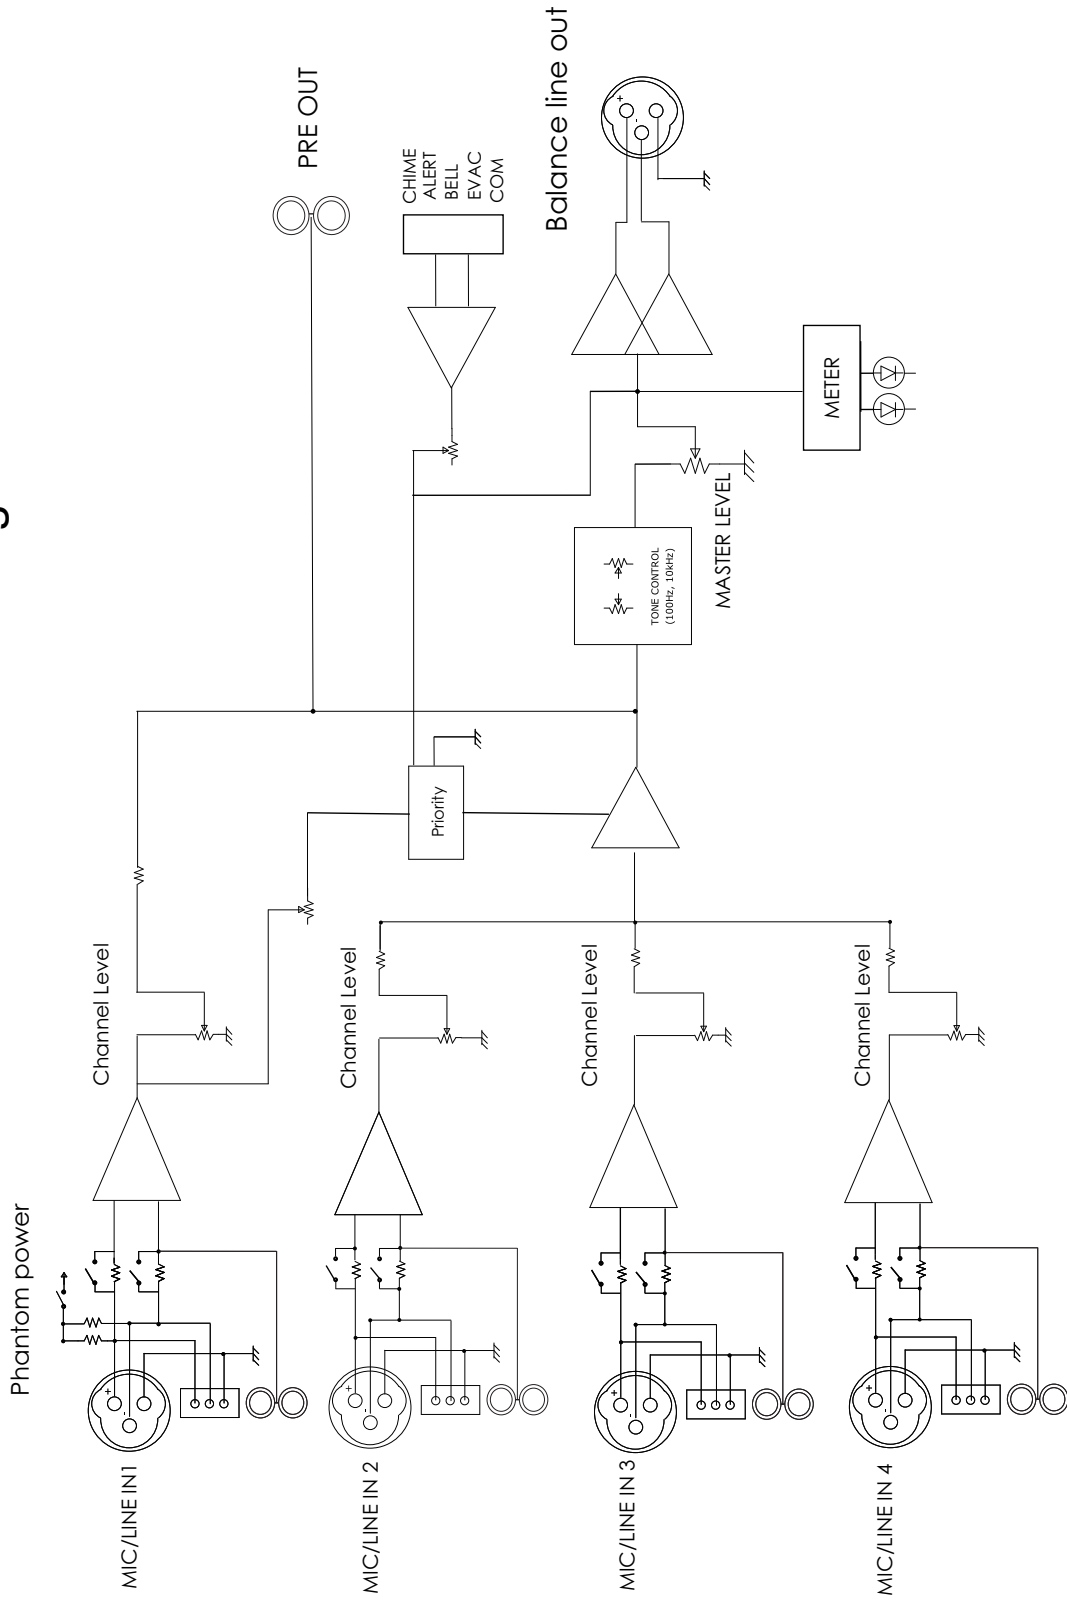 Phantom power
MIC/LINE IN1
Channel Level
MIC/LINE IN 2
Channel Level
MIC/LINE IN 3
Channel Level
MIC/LINE IN 4
Channel Level
Priority
PRE OUT
CHIME
ALERT
BELL
EVAC
COM
TONE CONTROL
(100Hz, 10kHz)
MASTER LEVEL
METER
Balance line out
+
-
+
-
+
-
+
-
+
-